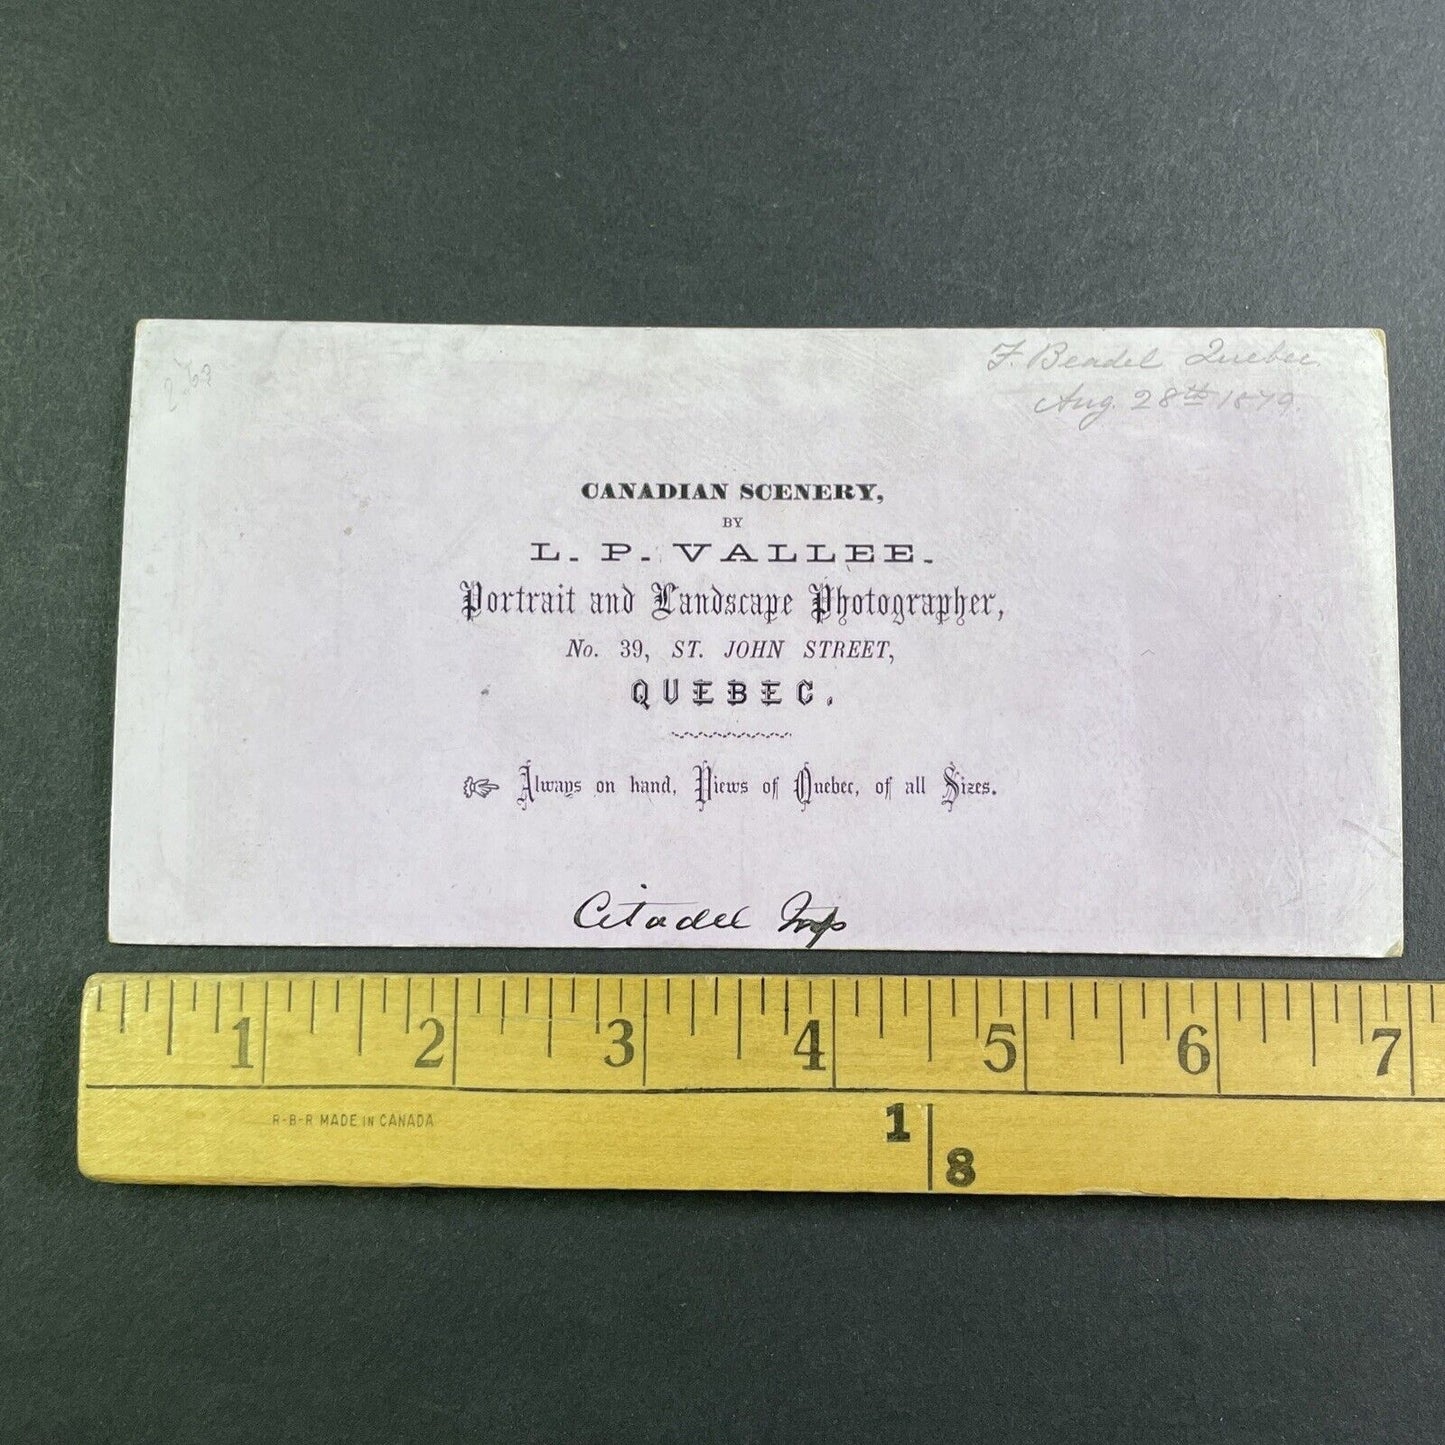 F. Beadel Quebec.
Aug. 28th 1879.
CANADIAN SCENERY,
BY
L. P. VALLEE.
Portrait and Landscape Photographer,
No. 39, ST. JOHN STREET,
QUEBEC.
Always on hand, Views of Quebec, of all Sizes.
Citadel
1 2 3 4 5 6 7
R-B-R MADE IN CANADA
1
8